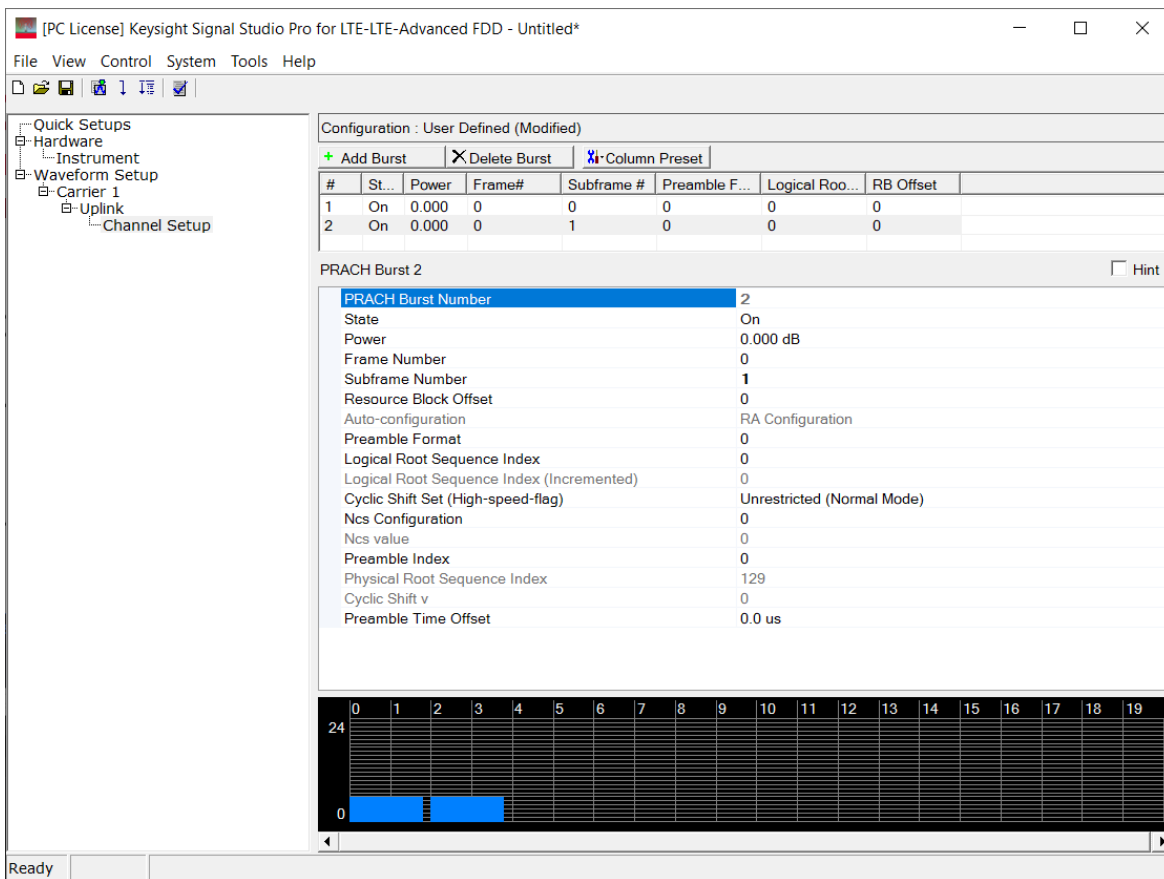 [PC License] Keysight Signal Studio Pro for LTE-LTE-Advanced FDD - Untitled*
File View Control System Tools Help
Quick Setups
Hardware
Instrument
Waveform Setup
Carrier 1
Uplink
Channel Setup
Configuration : User Defined (Modified)
+ Add Burst Delete Burst Column Preset
# St... Power Frame# Subframe # Preamble F... Logical Roo... RB Offset
1 On 0.000 0 0 0 0 0
2 On 0.000 0 1 0 0 0
PRACH Burst 2 Hint
PRACH Burst Number 2
State On
Power 0.000 dB
Frame Number 0
Subframe Number 1
Resource Block Offset 0
Auto-configuration RA Configuration
Preamble Format 0
Logical Root Sequence Index 0
Logical Root Sequence Index (Incremented) 0
Cyclic Shift Set (High-speed-flag) Unrestricted (Normal Mode)
Ncs Configuration 0
Ncs value 0
Preamble Index 0
Physical Root Sequence Index 129
Cyclic Shift v 0
Preamble Time Offset 0.0 us
0 1 2 3 4 5 6 7 8 9 10 11 12 13 14 15 16 17 18 19
24
0
Ready